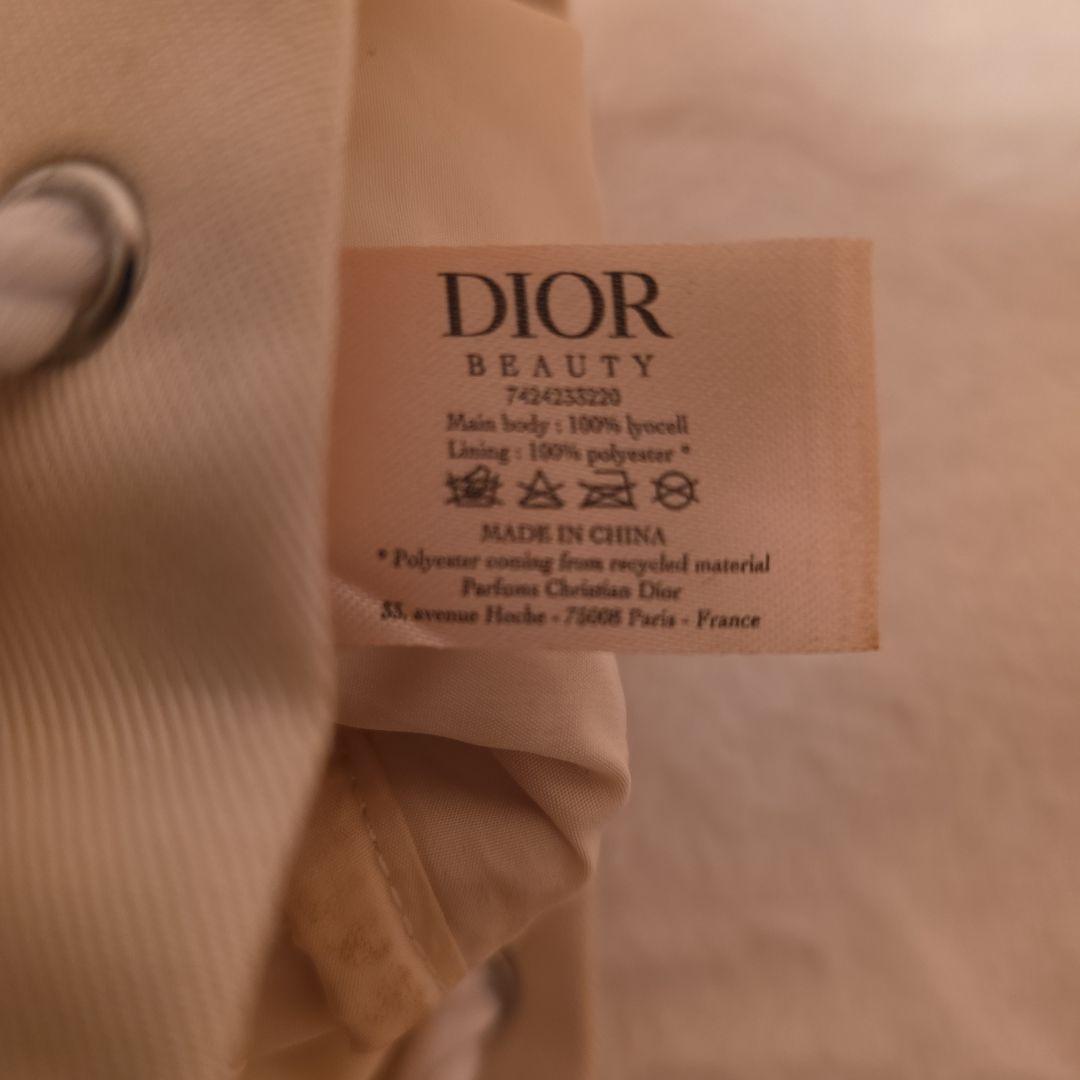 DIOR
BEAUTY
7424233220
Main body : 100% lyocell
Lining : 100% polyester *
MADE IN CHINA
* Polyester coming from recycled material
Parfums Christian Dior
33, avenue Hoche - 75008 Paris - France